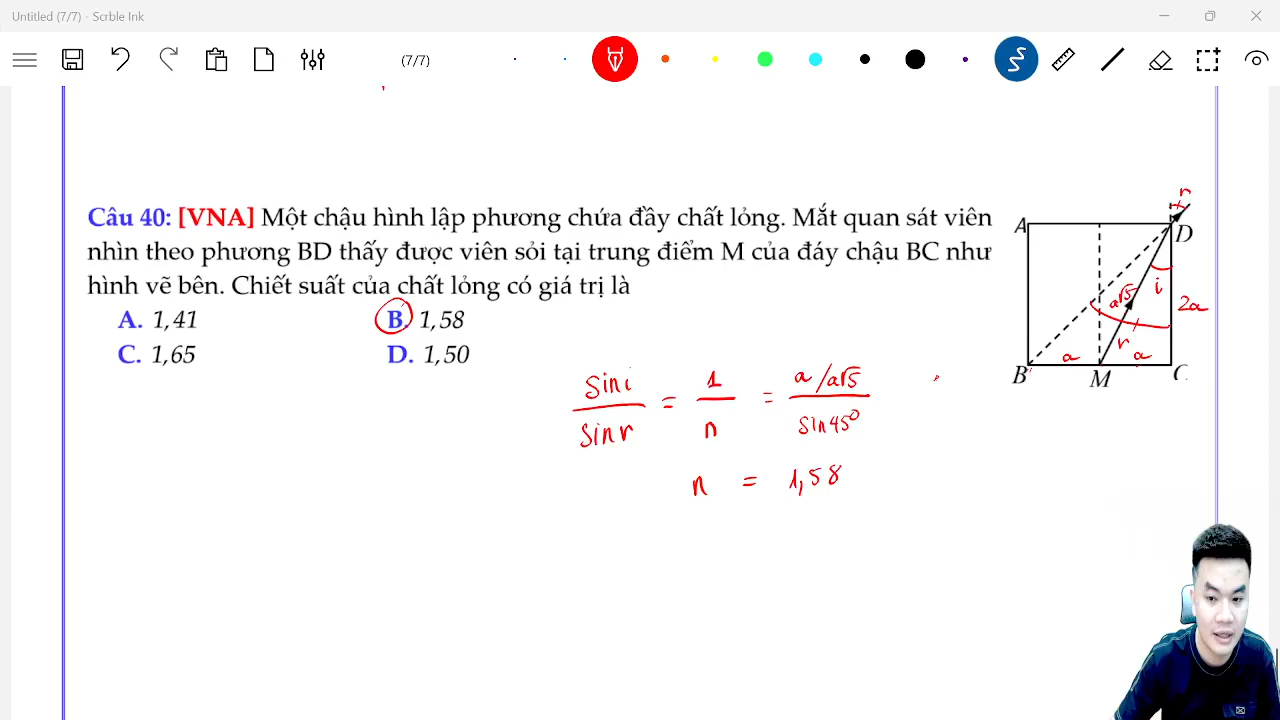 Untitled (7/7) - Scrble Ink
(7/7)
Câu 40: [VNA] Một chậu hình lập phương chứa đầy chất lỏng. Mắt quan sát viên
nhìn theo phương BD thấy được viên sỏi tại trung điểm M của đáy chậu BC như
hình vẽ bên. Chiết suất của chất lỏng có giá trị là
A. 1,41
B. 1,58
C. 1,65
D. 1,50
r
A
D
i
a√5
2a
r
a
a
B
M
C
sin i / sin r = 1 / n = a/a√5 / sin 45°
n = 1,58